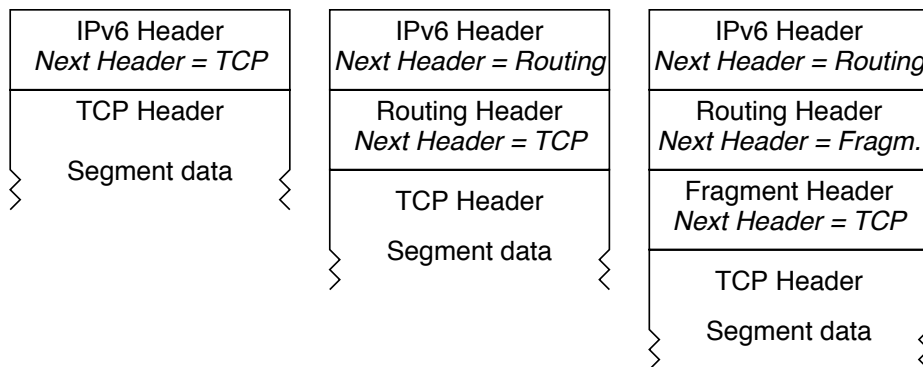 IPv6 Header
Next Header = TCP
TCP Header
Segment data
IPv6 Header
Next Header = Routing
Routing Header
Next Header = TCP
TCP Header
Segment data
IPv6 Header
Next Header = Routing
Routing Header
Next Header = Fragm.
Fragment Header
Next Header = TCP
TCP Header
Segment data